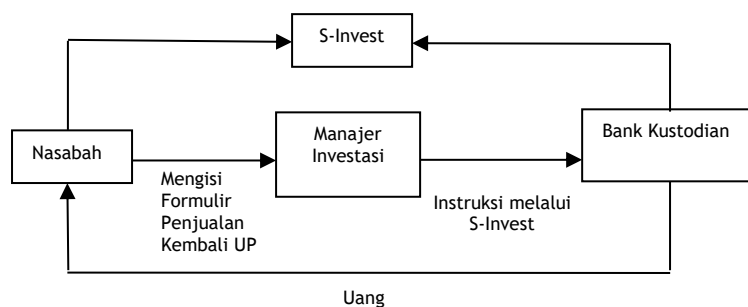 S-Invest
Nasabah
Manajer
Investasi
Bank Kustodian
Mengisi
Formulir
Penjualan
Kembali UP
Instruksi melalui
S-Invest
Uang